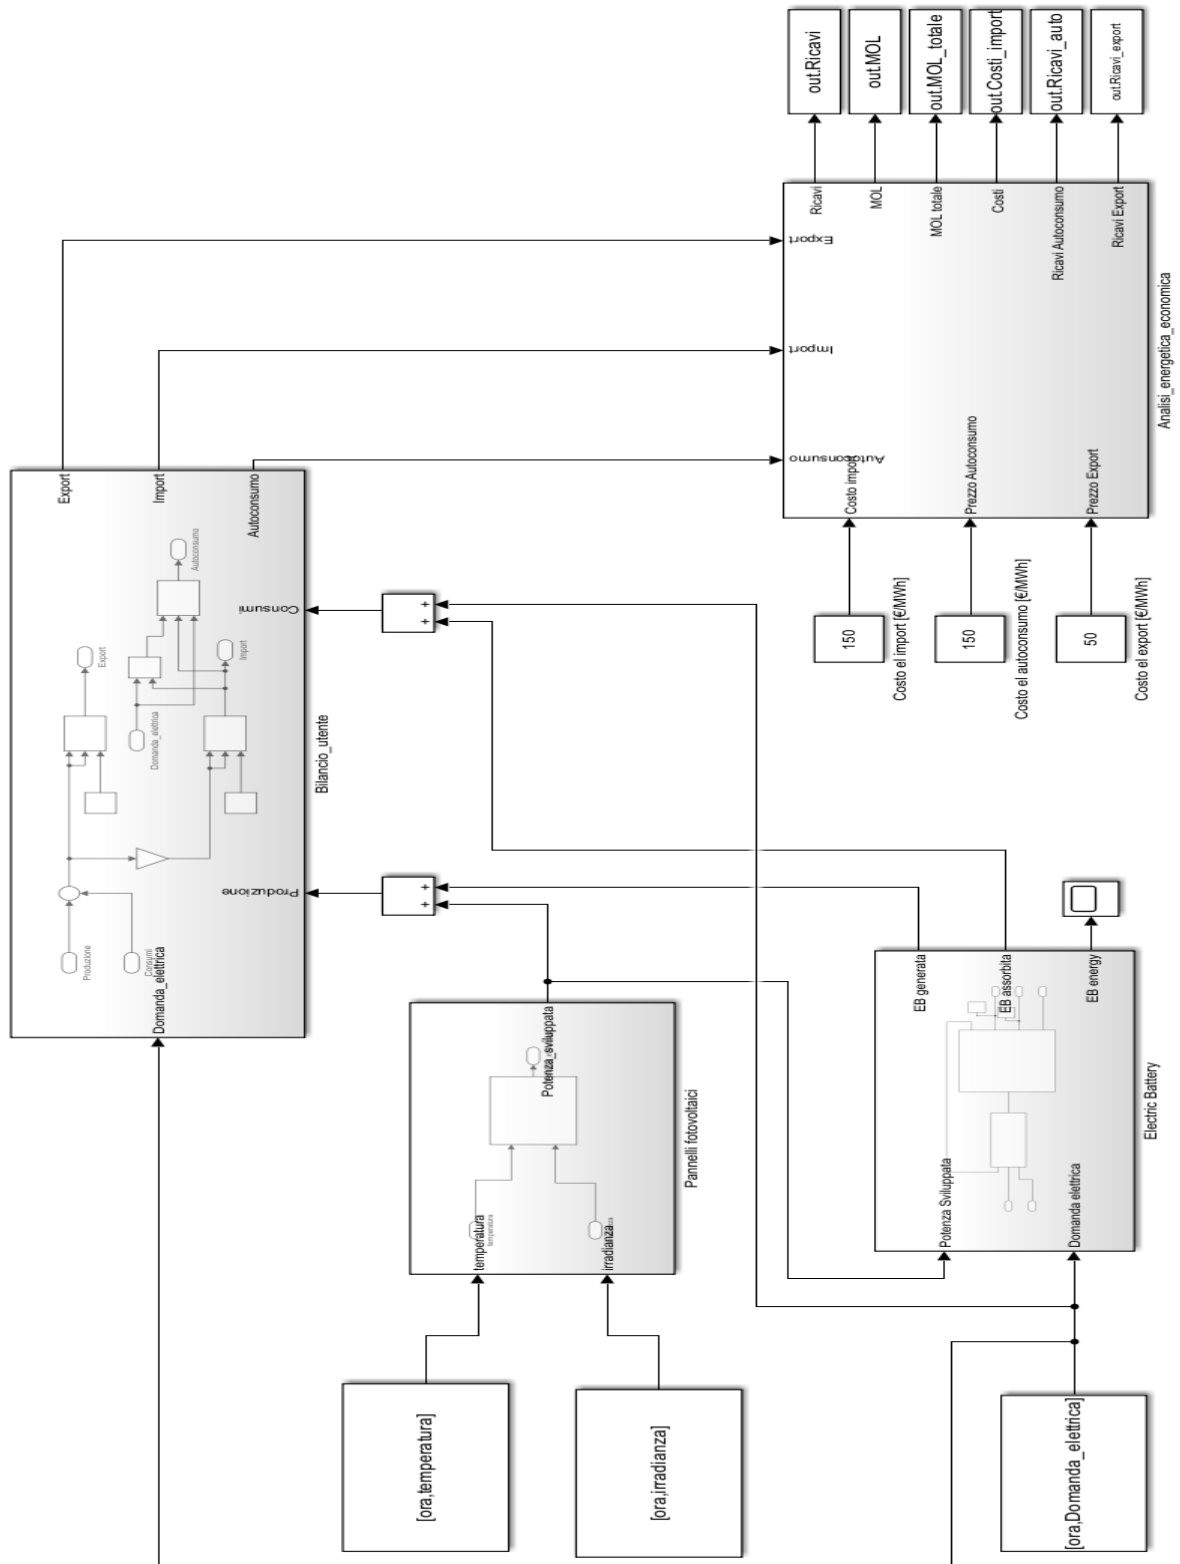 [ora,temperatura]
[ora,irradianza]
[ora,Domanda_elettrica]
temperatura
temperatura
irradianza
Potenza_sviluppata
Pannelli fotovoltaici
Potenza Sviluppata
Domanda elettrica
EB generata
EB assorbita
EB energy
Electric Battery
+
+
+
+
Domanda_elettrica
Produzione
Consumi
Produzione
Consumi
Domanda_elettrica
Export
Import
Autoconsumo
Export
Import
Autoconsumo
Bilancio_utente
150
Costo el import [€/MWh]
150
Costo el autoconsumo [€/MWh]
50
Costo el export [€/MWh]
Costo import
Prezzo Autoconsumo
Prezzo Export
Autoconsumo
Import
Export
Ricavi
MOL
MOL totale
Costi
Ricavi Autoconsumo
Ricavi Export
Analisi_energetica_economica
out.Ricavi
out.MOL
out.MOL_totale
out.Costi_import
out.Ricavi_auto
out.Ricavi_export